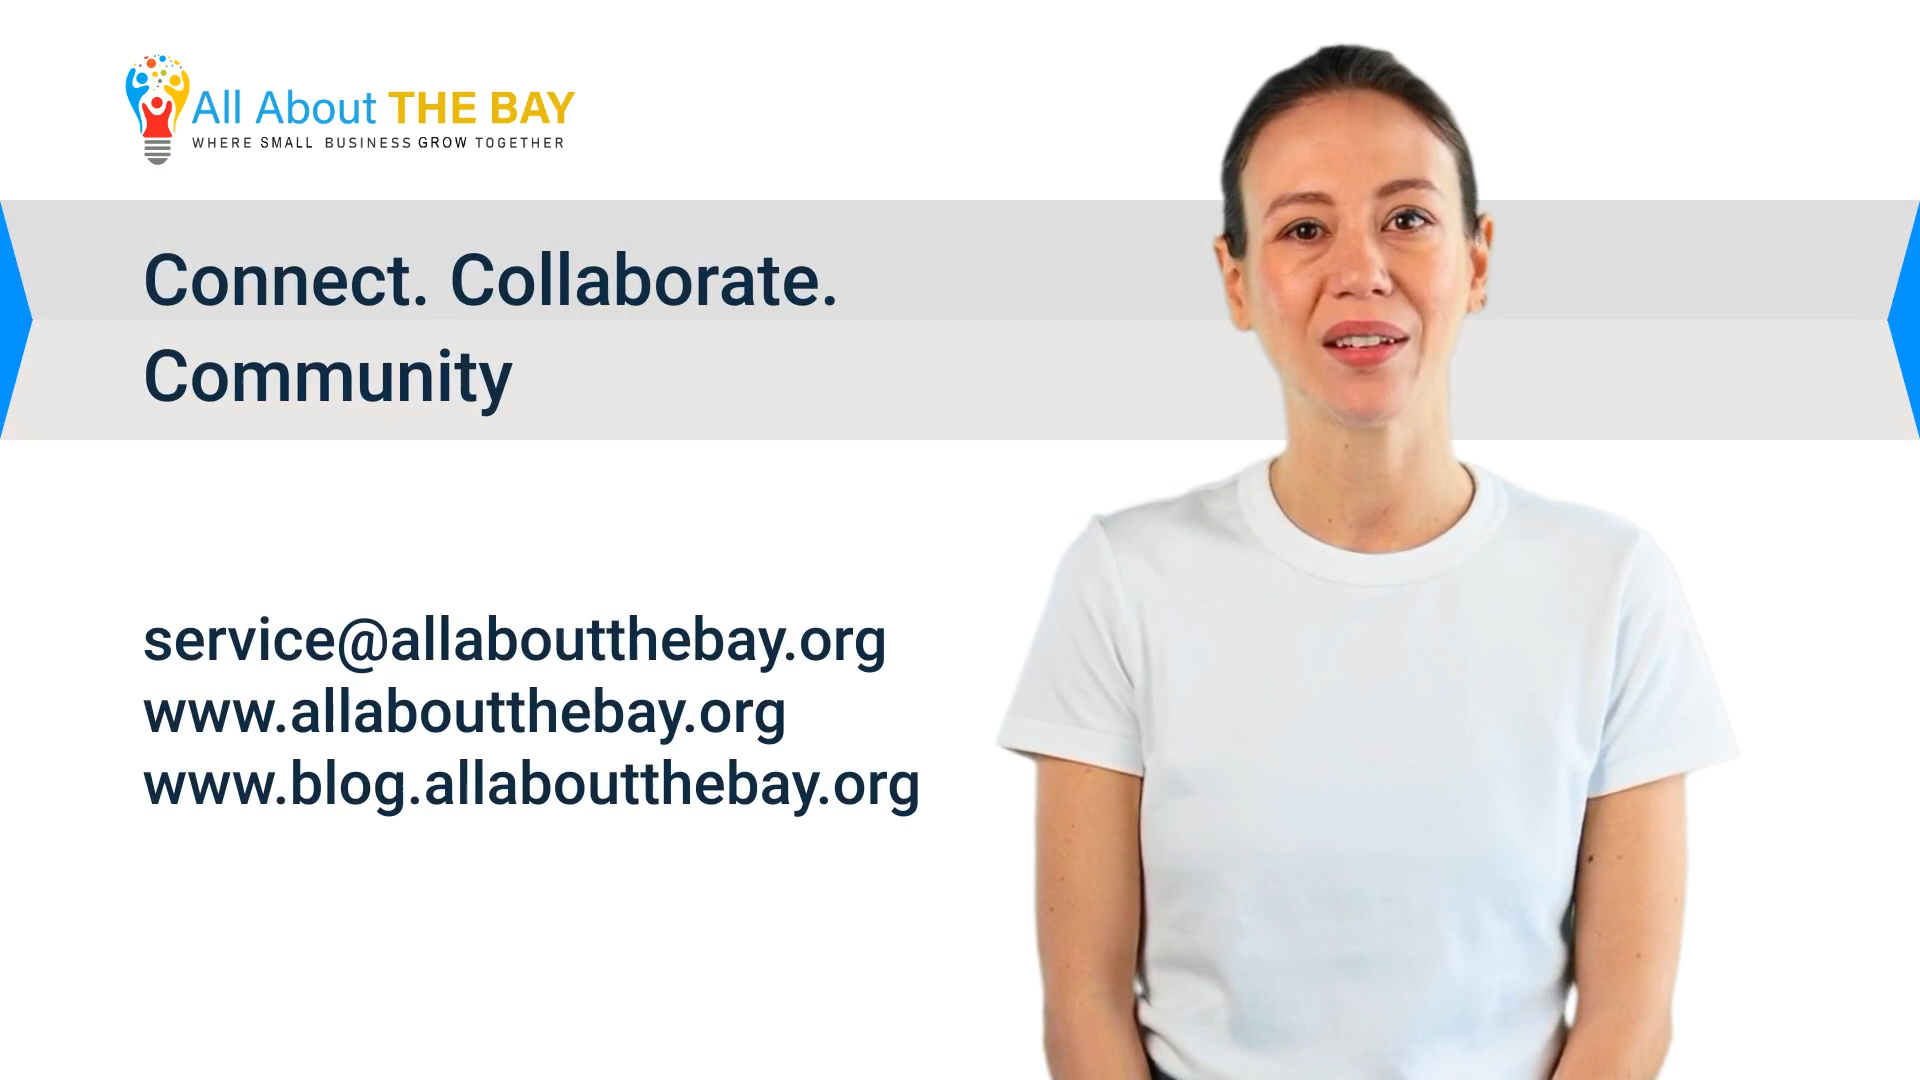 All About THE BAY
WHERE SMALL BUSINESS GROW TOGETHER
Connect. Collaborate.
Community
service@allaboutthebay.org
www.allaboutthebay.org
www.blog.allaboutthebay.org